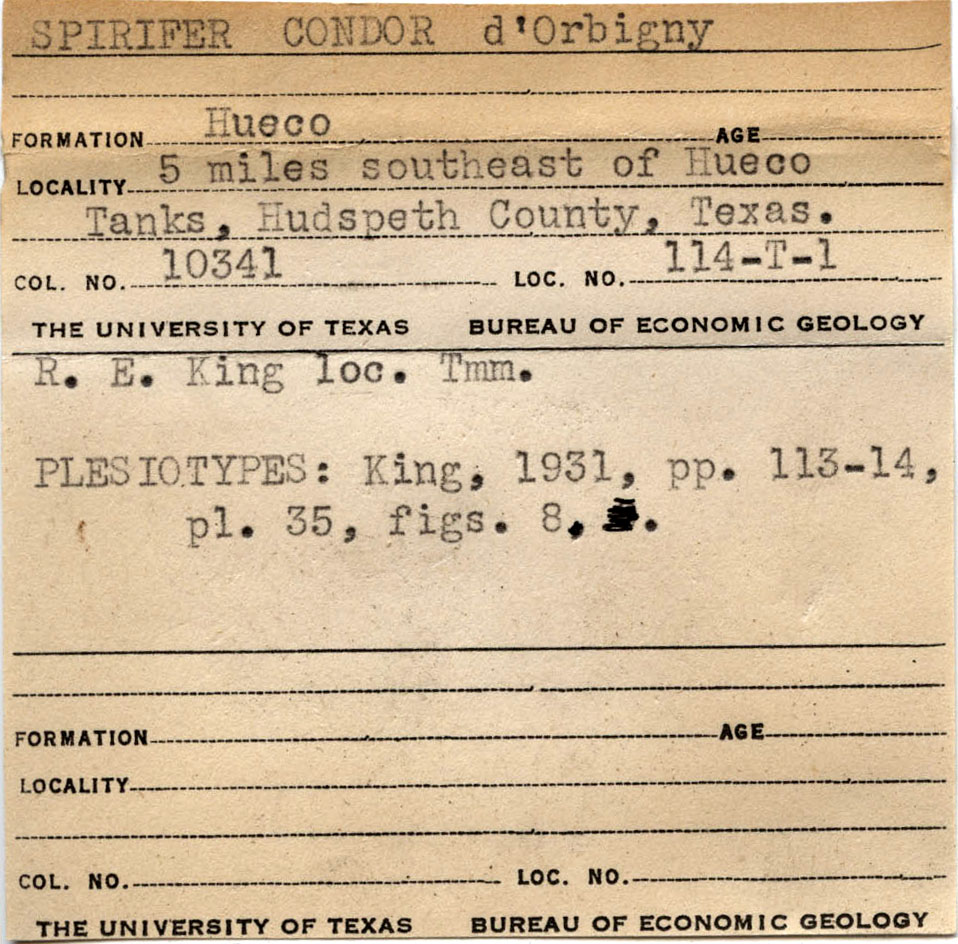 SPIRIFER CONDOR d'Orbigny
FORMATION Hueco AGE
LOCALITY 5 miles southeast of Hueco
Tanks, Hudspeth County, Texas.
COL. NO. 10341 LOC. NO. 114-T-1
THE UNIVERSITY OF TEXAS BUREAU OF ECONOMIC GEOLOGY
R. E. King loc. Tmm.
PLESIOTYPES: King, 1931, pp. 113-14,
pl. 35, figs. 8, .
FORMATION AGE
LOCALITY
COL. NO. LOC. NO.
THE UNIVERSITY OF TEXAS BUREAU OF ECONOMIC GEOLOGY